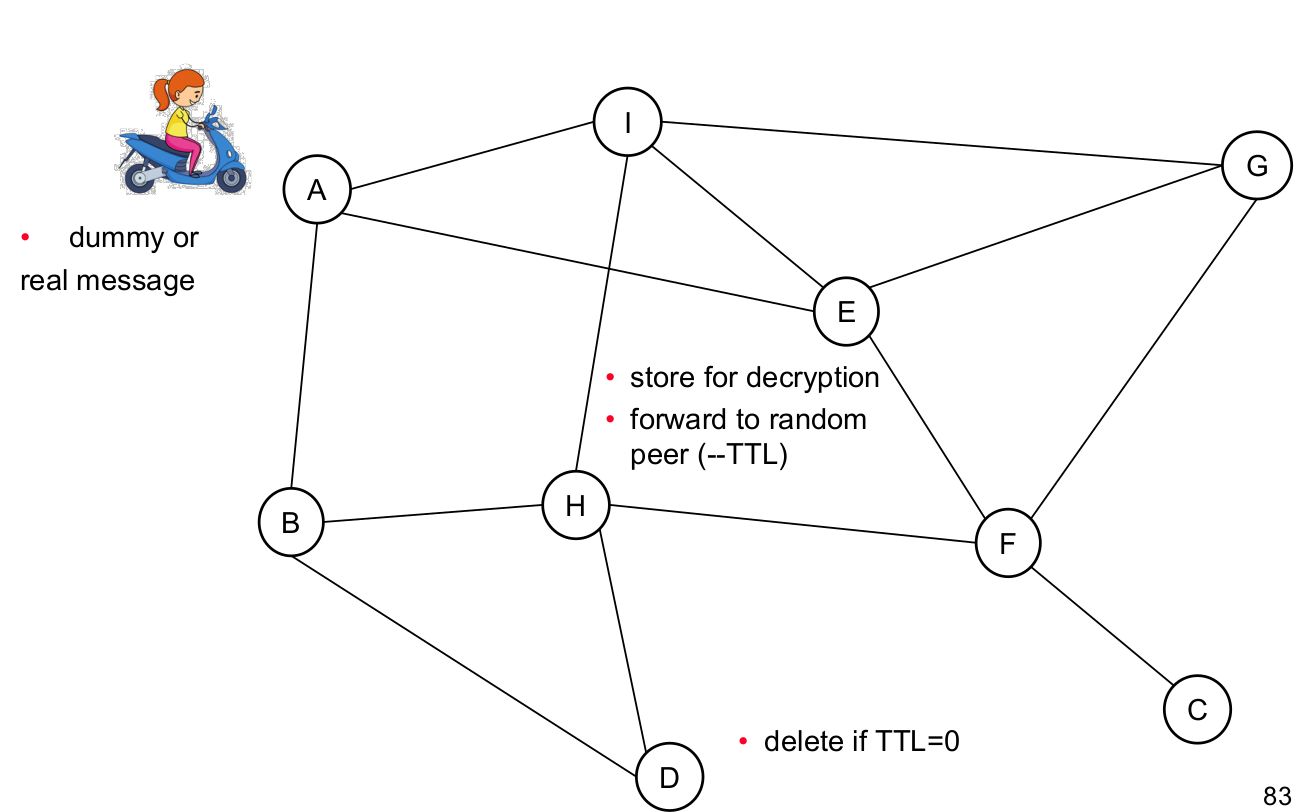 I
G
A
• dummy or
real message
E
• store for decryption
• forward to random
peer (--TTL)
H
B
F
C
• delete if TTL=0
D
83